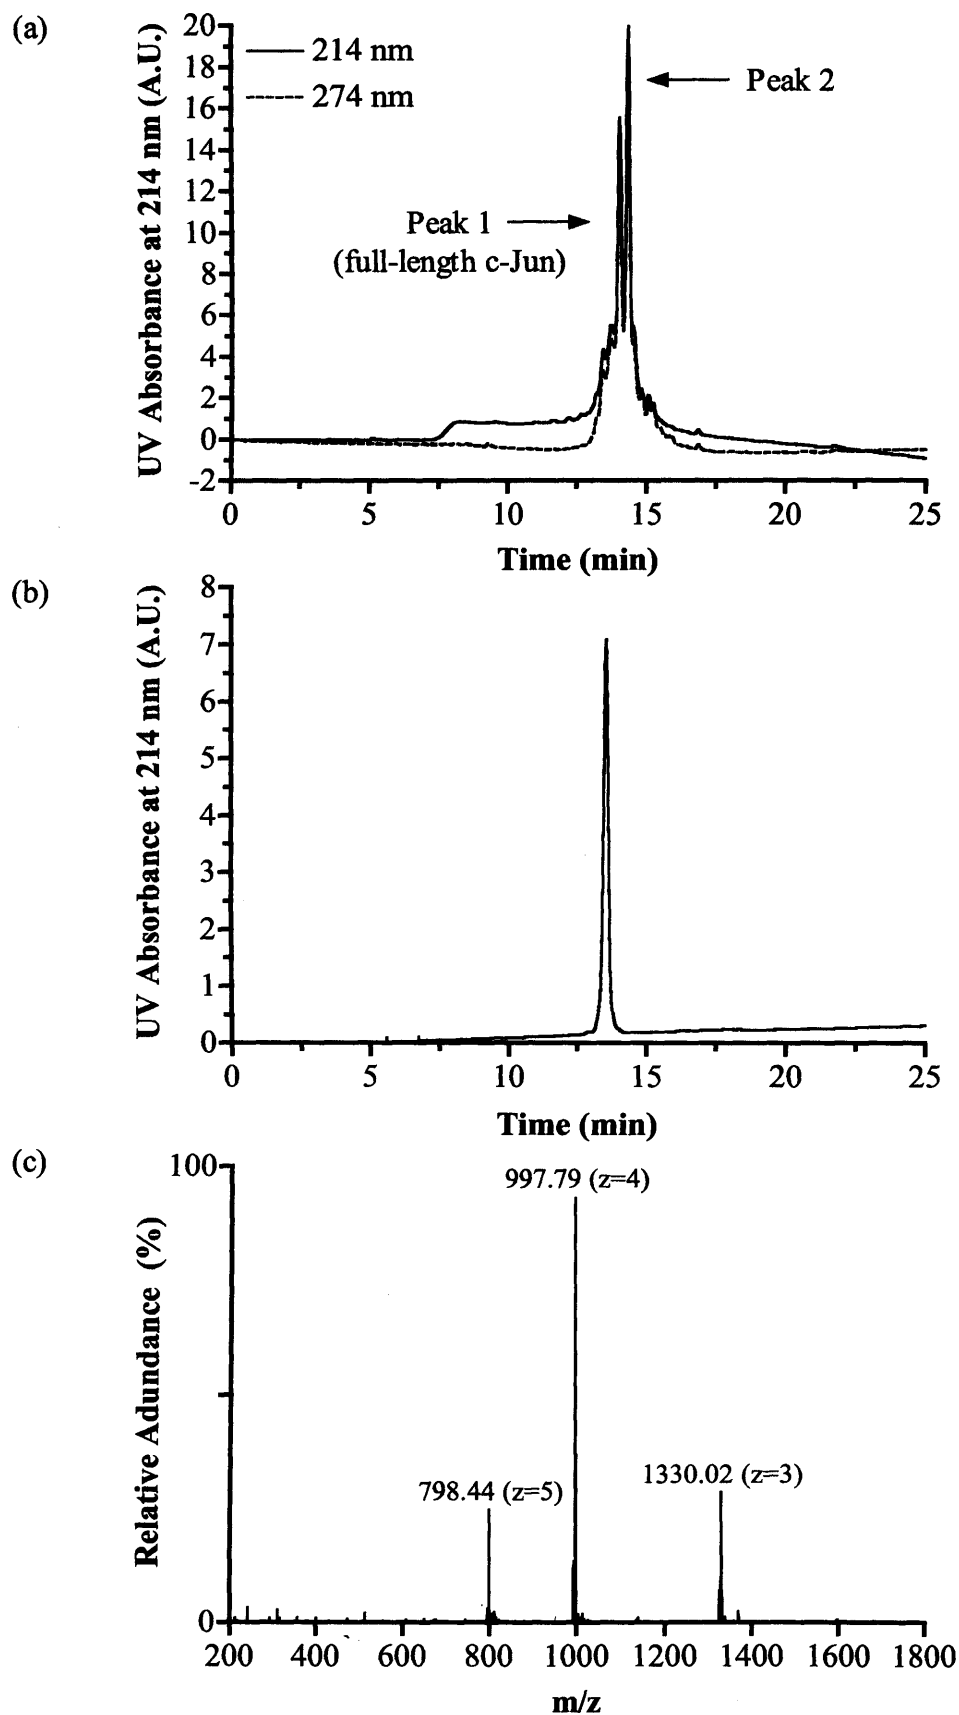 (a)
20
18
16
14
12
10
8
6
4
2
0
-2
UV Absorbance at 214 nm (A.U.)
214 nm
274 nm
Peak 2
Peak 1
(full-length c-Jun)
0 5 10 15 20 25
Time (min)
(b)
8
7
6
5
4
3
2
1
0
UV Absorbance at 214 nm (A.U.)
0 5 10 15 20 25
Time (min)
(c)
100
0
Relative Adundance (%)
997.79 (z=4)
798.44 (z=5)
1330.02 (z=3)
200 400 600 800 1000 1200 1400 1600 1800
m/z